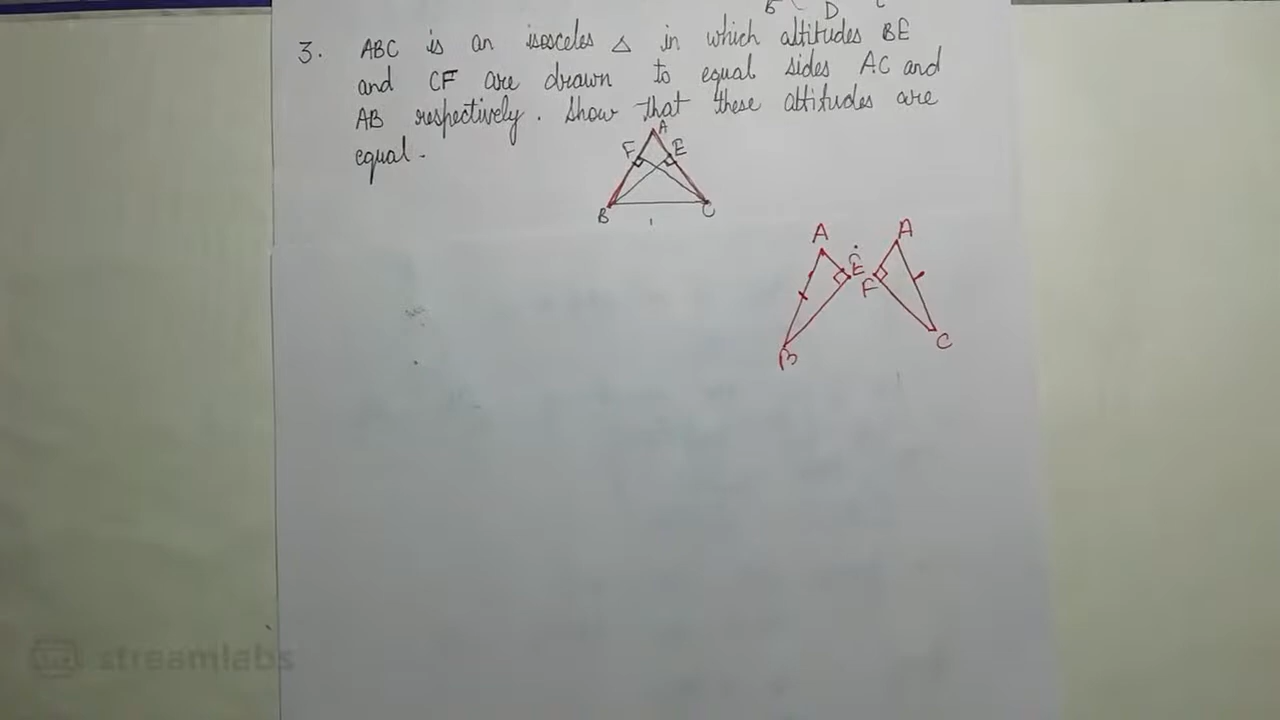 B D C
3. ABC is an isosceles △ in which altitudes BE
and CF are drawn to equal sides AC and
AB respectively. Show that these altitudes are
equal.
A
F E
B C
A A
E F
B C
streamlabs